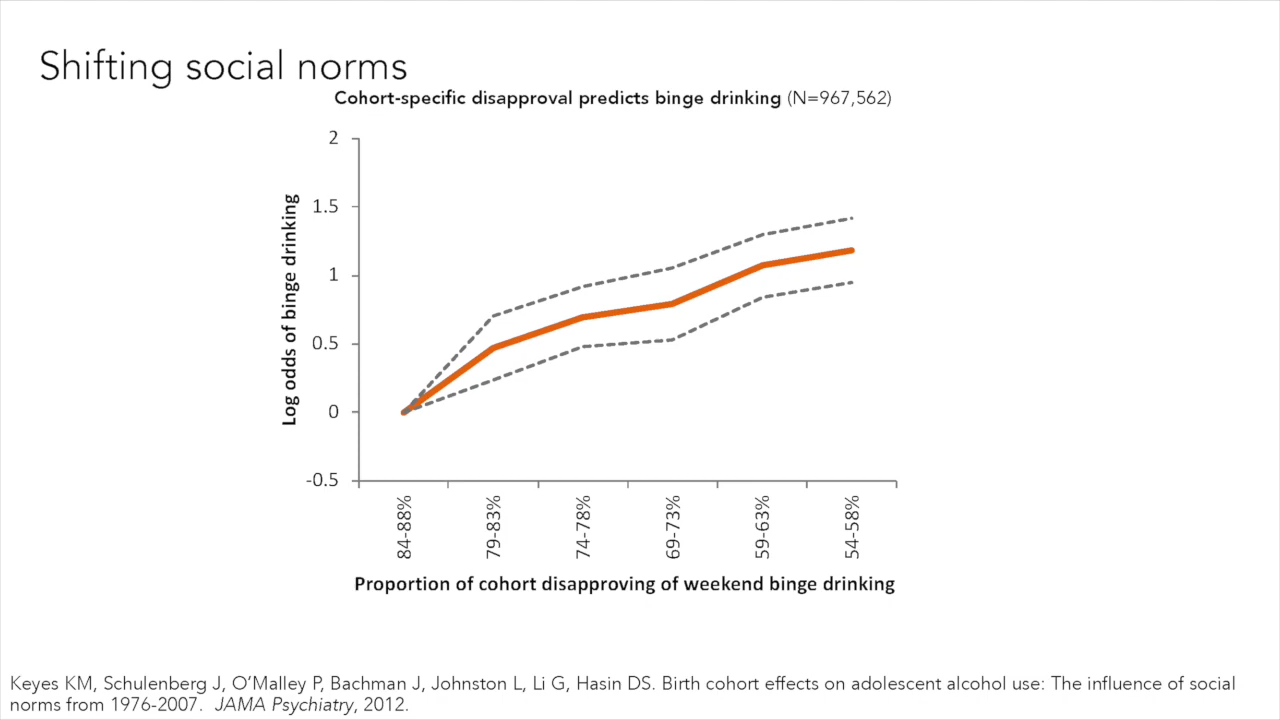 Shifting social norms
Cohort-specific disapproval predicts binge drinking (N=967,562)
Log odds of binge drinking
2
1.5
1
0.5
0
-0.5
84-88%
79-83%
74-78%
69-73%
59-63%
54-58%
Proportion of cohort disapproving of weekend binge drinking
Keyes KM, Schulenberg J, O’Malley P, Bachman J, Johnston L, Li G, Hasin DS. Birth cohort effects on adolescent alcohol use: The influence of social
norms from 1976-2007. JAMA Psychiatry, 2012.